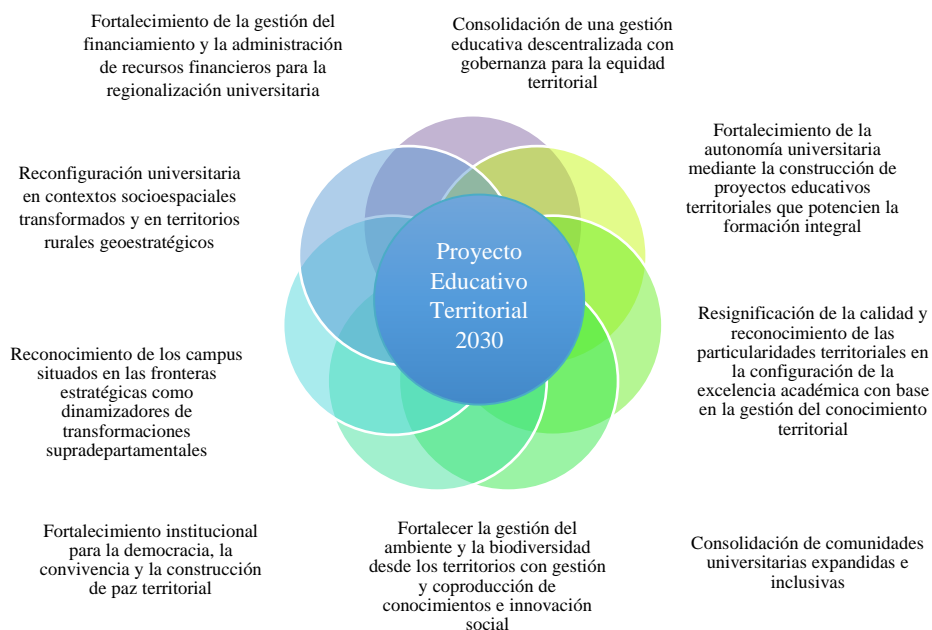 Fortalecimiento de la gestión del
financiamiento y la administración
de recursos financieros para la
regionalización universitaria
Consolidación de una gestión
educativa descentralizada con
gobernanza para la equidad
territorial
Reconfiguración universitaria
en contextos socioespaciales
transformados y en territorios
rurales geoestratégicos
Fortalecimiento de la
autonomía universitaria
mediante la construcción de
proyectos educativos
territoriales que potencien la
formación integral
Proyecto
Educativo
Territorial
2030
Reconocimiento de los campus
situados en las fronteras
estratégicas como
dinamizadores de
transformaciones
supradepartamentales
Resignificación de la calidad y
reconocimiento de las
particularidades territoriales en
la configuración de la
excelencia académica con base
en la gestión del conocimiento
territorial
Fortalecimiento institucional
para la democracia, la
convivencia y la construcción
de paz territorial
Fortalecer la gestión del
ambiente y la biodiversidad
desde los territorios con gestión
y coproducción de
conocimientos e innovación
social
Consolidación de comunidades
universitarias expandidas e
inclusivas